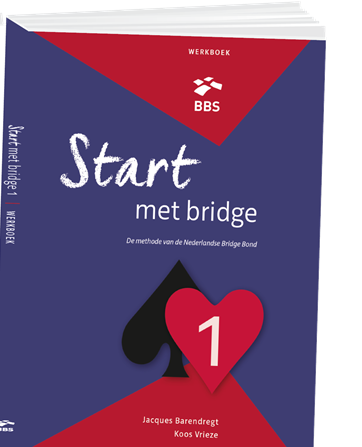 WERKBOEK
BBS
Start
met bridge
De methode van de Nederlandse Bridge Bond
1
Jacques Barendregt
Koos Vrieze
Start met bridge 1 | WERKBOEK
BBS